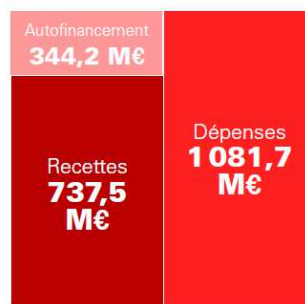 Autofinancement
344,2 M€
Recettes
737,5
M€
Dépenses
1 081,7
M€